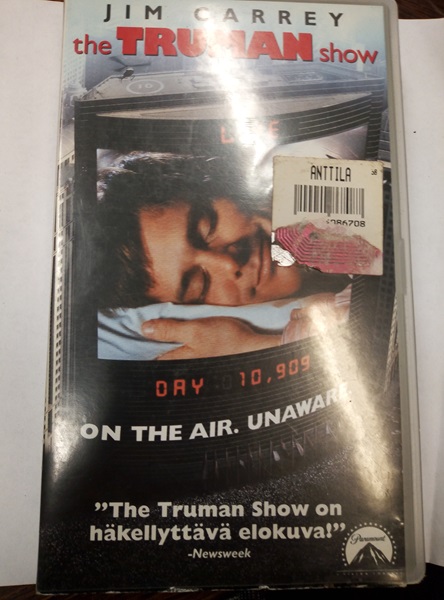 JIM CARREY
the TRUMAN show
LIVE
ANTTILA
DAY 10,909
ON THE AIR. UNAWARE
"The Truman Show on
häkellyttävä elokuva!"
-Newsweek
Paramount